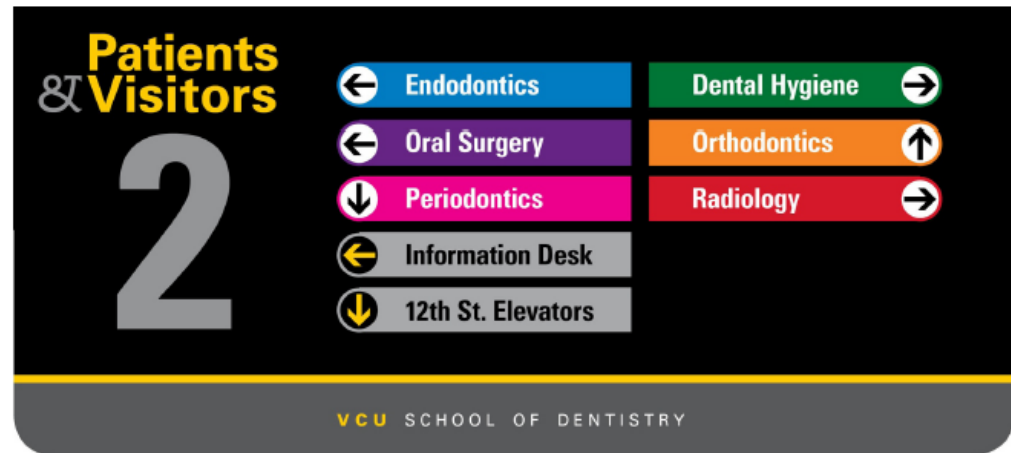 Patients
& Visitors
2
← Endodontics
← Oral Surgery
↓ Periodontics
← Information Desk
↓ 12th St. Elevators
Dental Hygiene →
Orthodontics ↑
Radiology →
VCU SCHOOL OF DENTISTRY